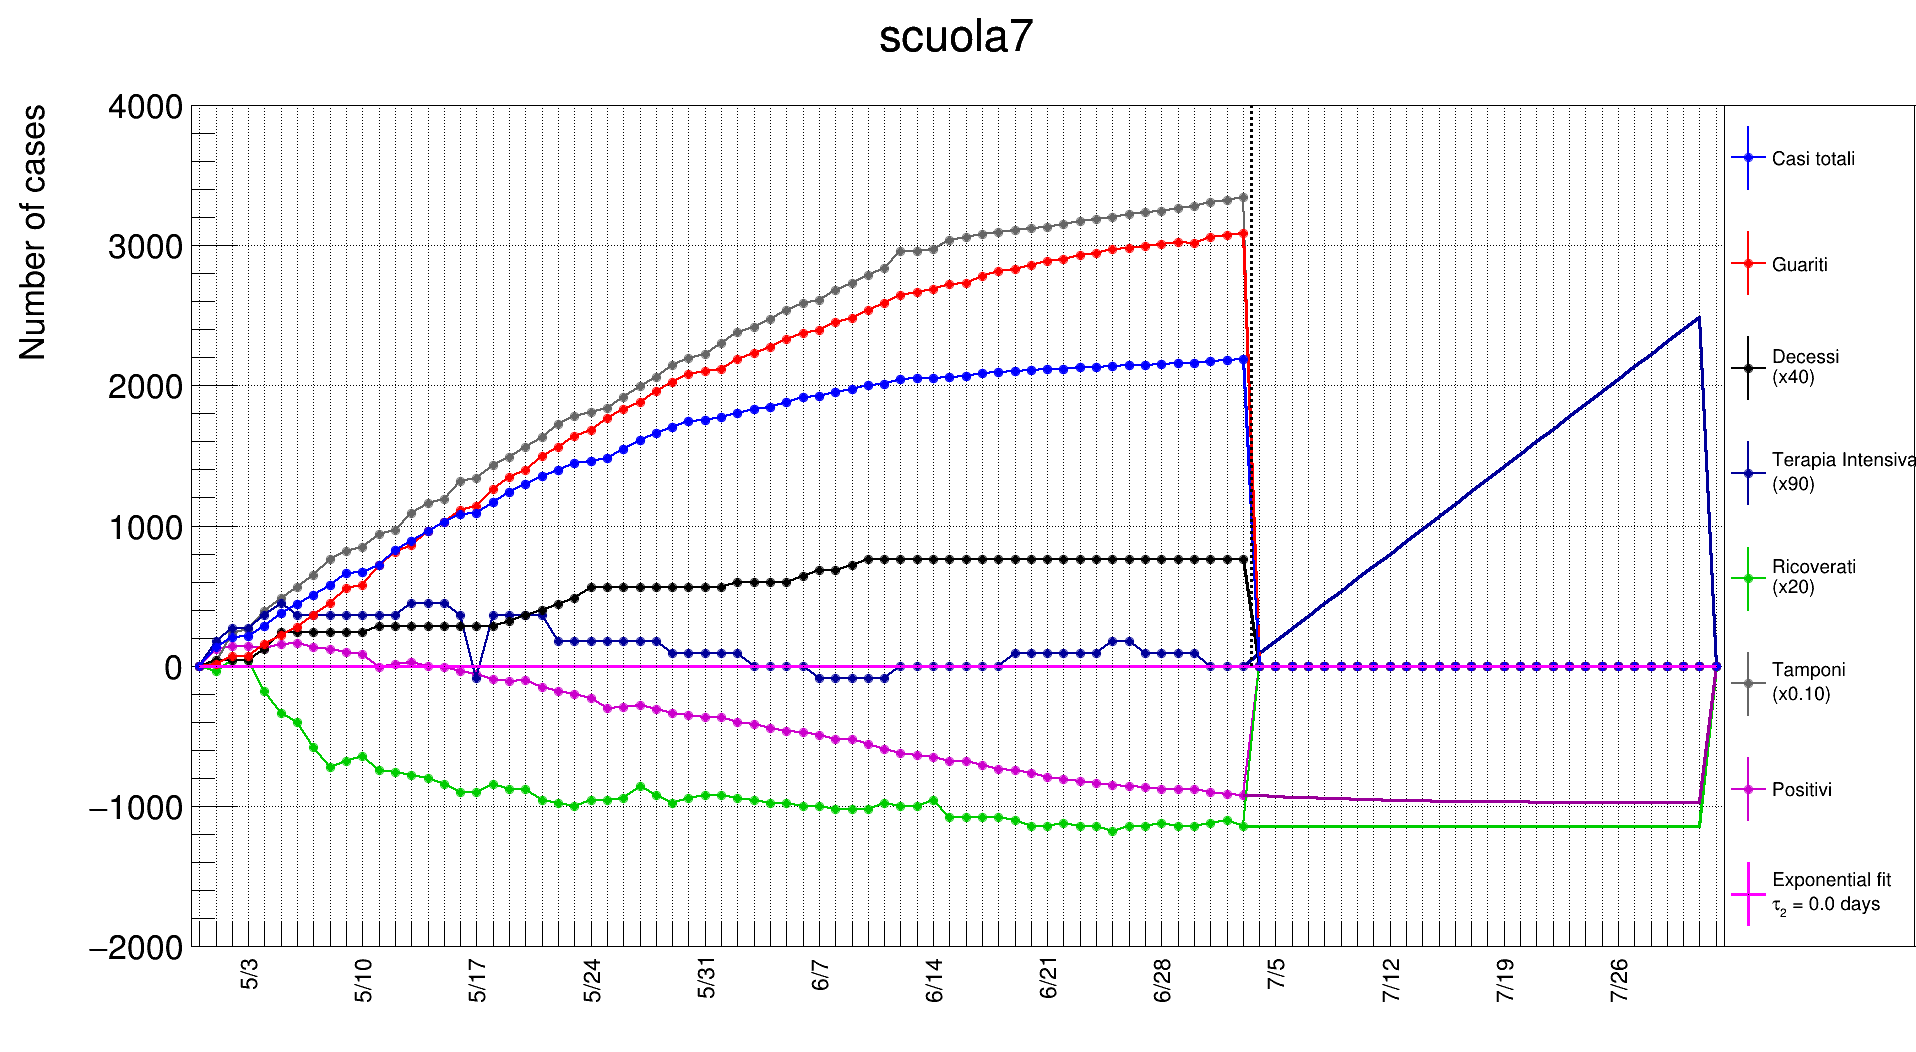 scuola7
Number of cases
4000
3000
2000
1000
0
−1000
−2000
5/3
5/10
5/17
5/24
5/31
6/7
6/14
6/21
6/28
7/5
7/12
7/19
7/26
Casi totali
Guariti
Decessi
(x40)
Terapia Intensiva
(x90)
Ricoverati
(x20)
Tamponi
(x0.10)
Positivi
Exponential fit
τ2 = 0.0 days